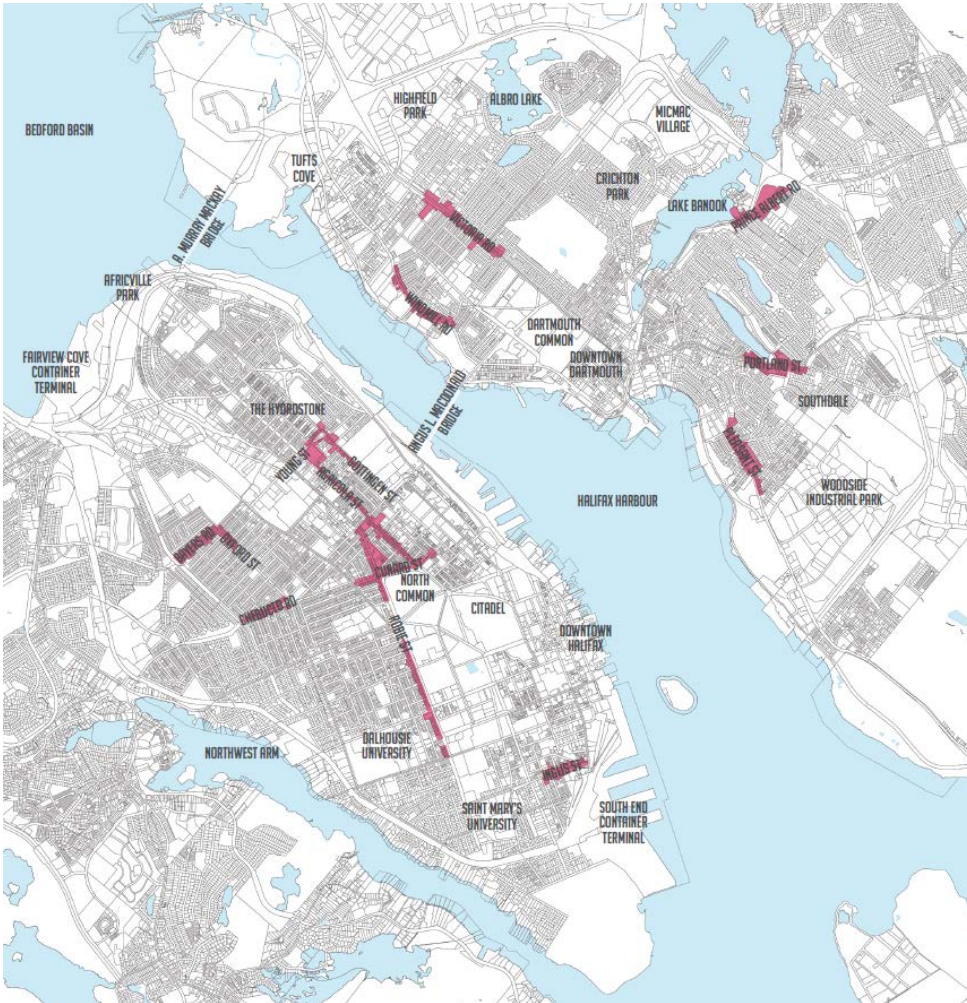 HIGHFIELD
PARK
ALBRO LAKE
MICMAC
VILLAGE
BEDFORD BASIN
TUFTS
COVE
CRICHTON
PARK
LAKE BANOOK
PRINCE ALBERT RD
VICTORIA RD
A. MURRAY MACKAY
BRIDGE
AFRICVILLE
PARK
WINDMILL RD
DARTMOUTH
COMMON
DOWNTOWN
DARTMOUTH
FAIRVIEW COVE
CONTAINER
TERMINAL
PORTLAND ST
SOUTHDALE
ANGUS L. MACDONALD
BRIDGE
THE HYDROSTONE
YOUNG ST
GOTTINGEN ST
AGRICOLA ST
PLEASANT ST
WOODSIDE
INDUSTRIAL PARK
HALIFAX HARBOUR
BAYERS RD
OXFORD ST
CUNARD ST
NORTH
COMMON
CHEBUCTO RD
CITADEL
ROBIE ST
DOWNTOWN
HALIFAX
NORTHWEST ARM
DALHOUSIE
UNIVERSITY
INGLIS ST
SAINT MARY'S
UNIVERSITY
SOUTH END
CONTAINER
TERMINAL